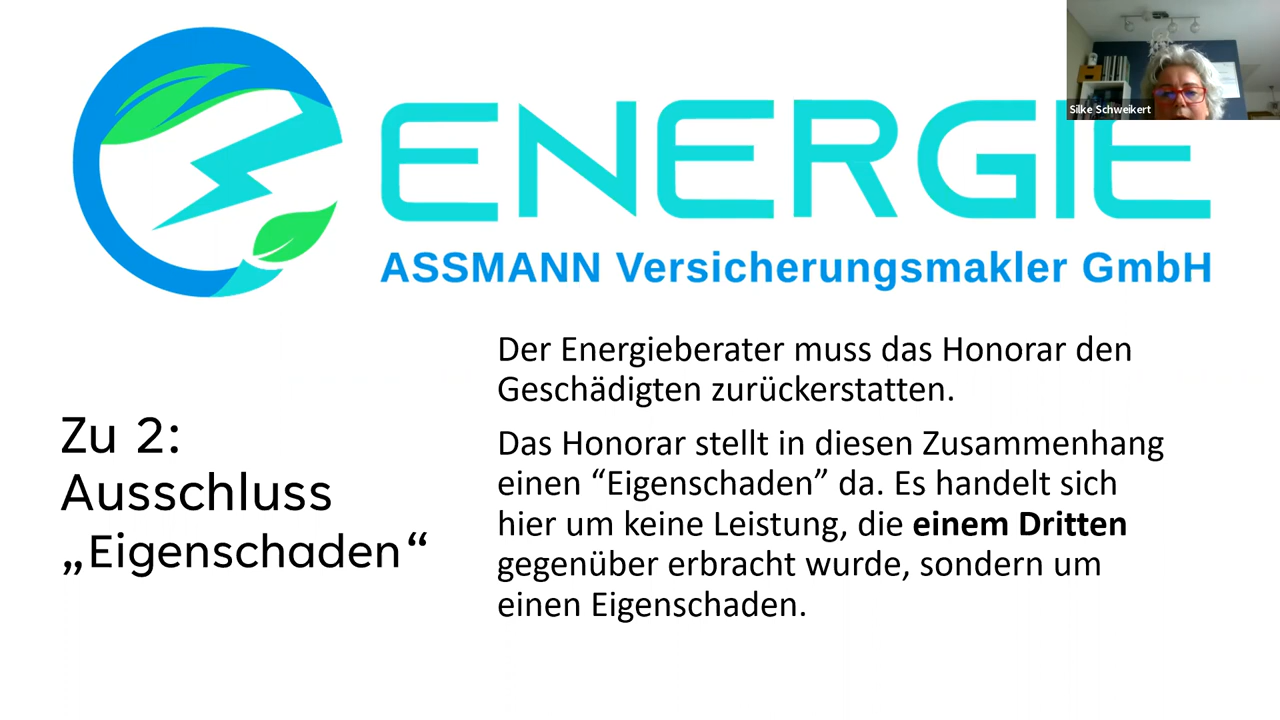 Silke Schweikert
ENERGIE
ASSMANN Versicherungsmakler GmbH
Zu 2:
Ausschluss
„Eigenschaden“
Der Energieberater muss das Honorar den
Geschädigten zurückerstatten.
Das Honorar stellt in diesen Zusammenhang
einen “Eigenschaden” da. Es handelt sich
hier um keine Leistung, die einem Dritten
gegenüber erbracht wurde, sondern um
einen Eigenschaden.